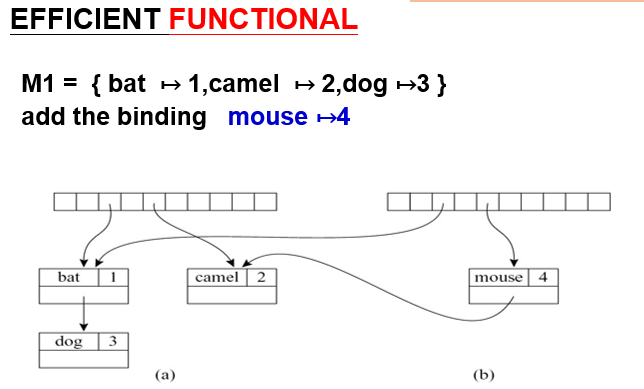 EFFICIENT FUNCTIONAL
M1 = { bat ↦ 1,camel ↦ 2,dog ↦3 }
add the binding mouse ↦4
bat 1
camel 2
mouse 4
dog 3
(a)
(b)